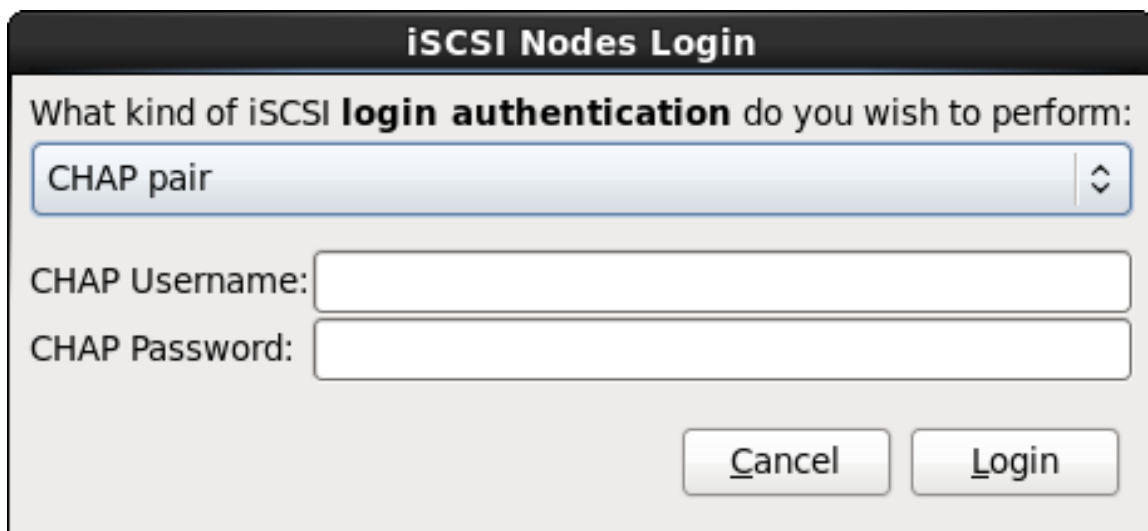 iSCSI Nodes Login
What kind of iSCSI login authentication do you wish to perform:
CHAP pair
CHAP Username:
CHAP Password:
Cancel Login